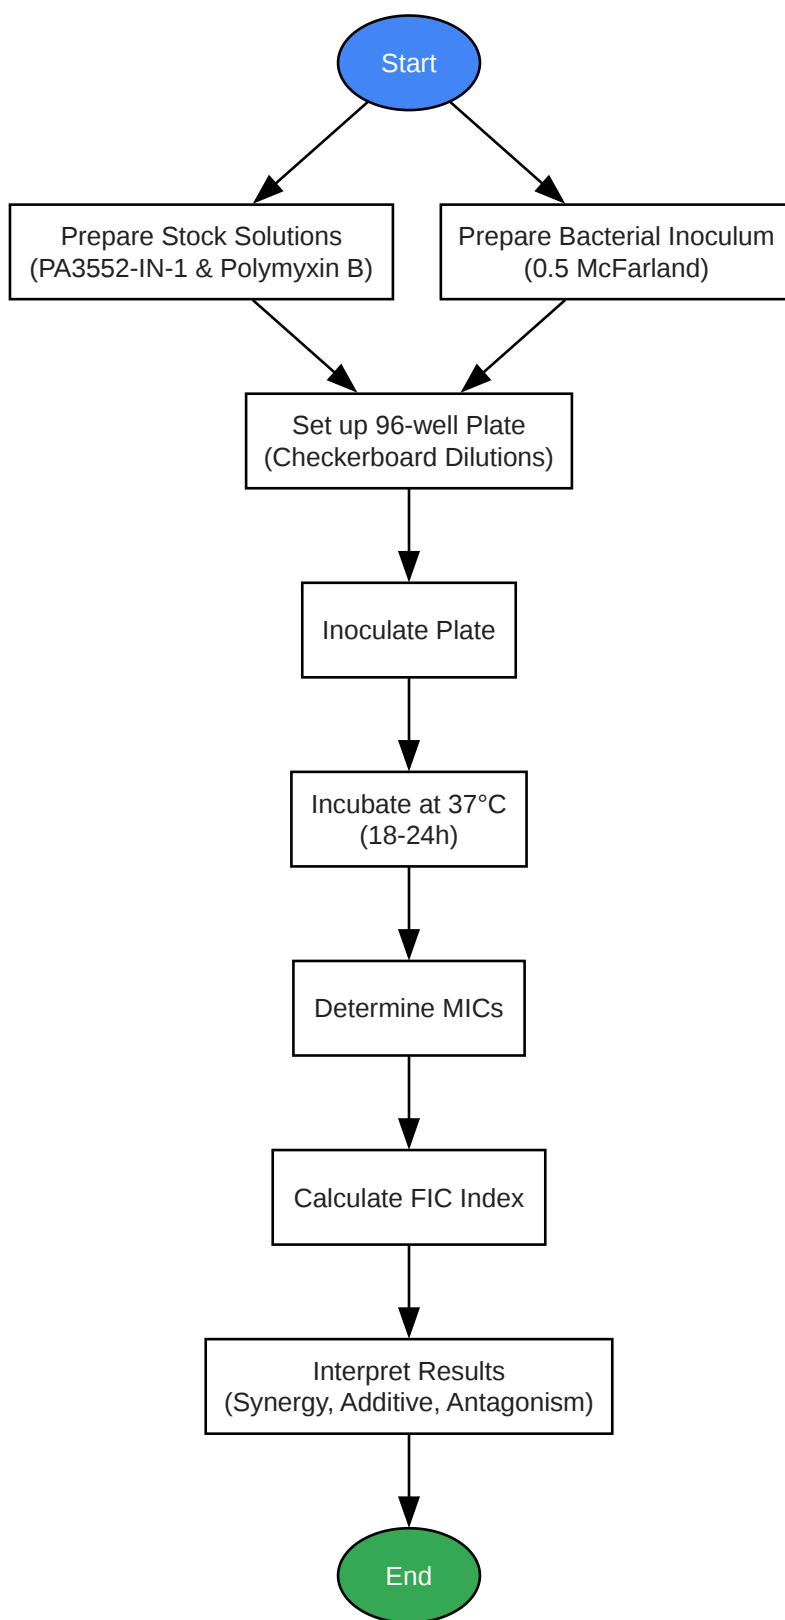 Start
Prepare Stock Solutions
(PA3552-IN-1 & Polymyxin B)
Prepare Bacterial Inoculum
(0.5 McFarland)
Set up 96-well Plate
(Checkerboard Dilutions)
Inoculate Plate
Incubate at 37°C
(18-24h)
Determine MICs
Calculate FIC Index
Interpret Results
(Synergy, Additive, Antagonism)
End